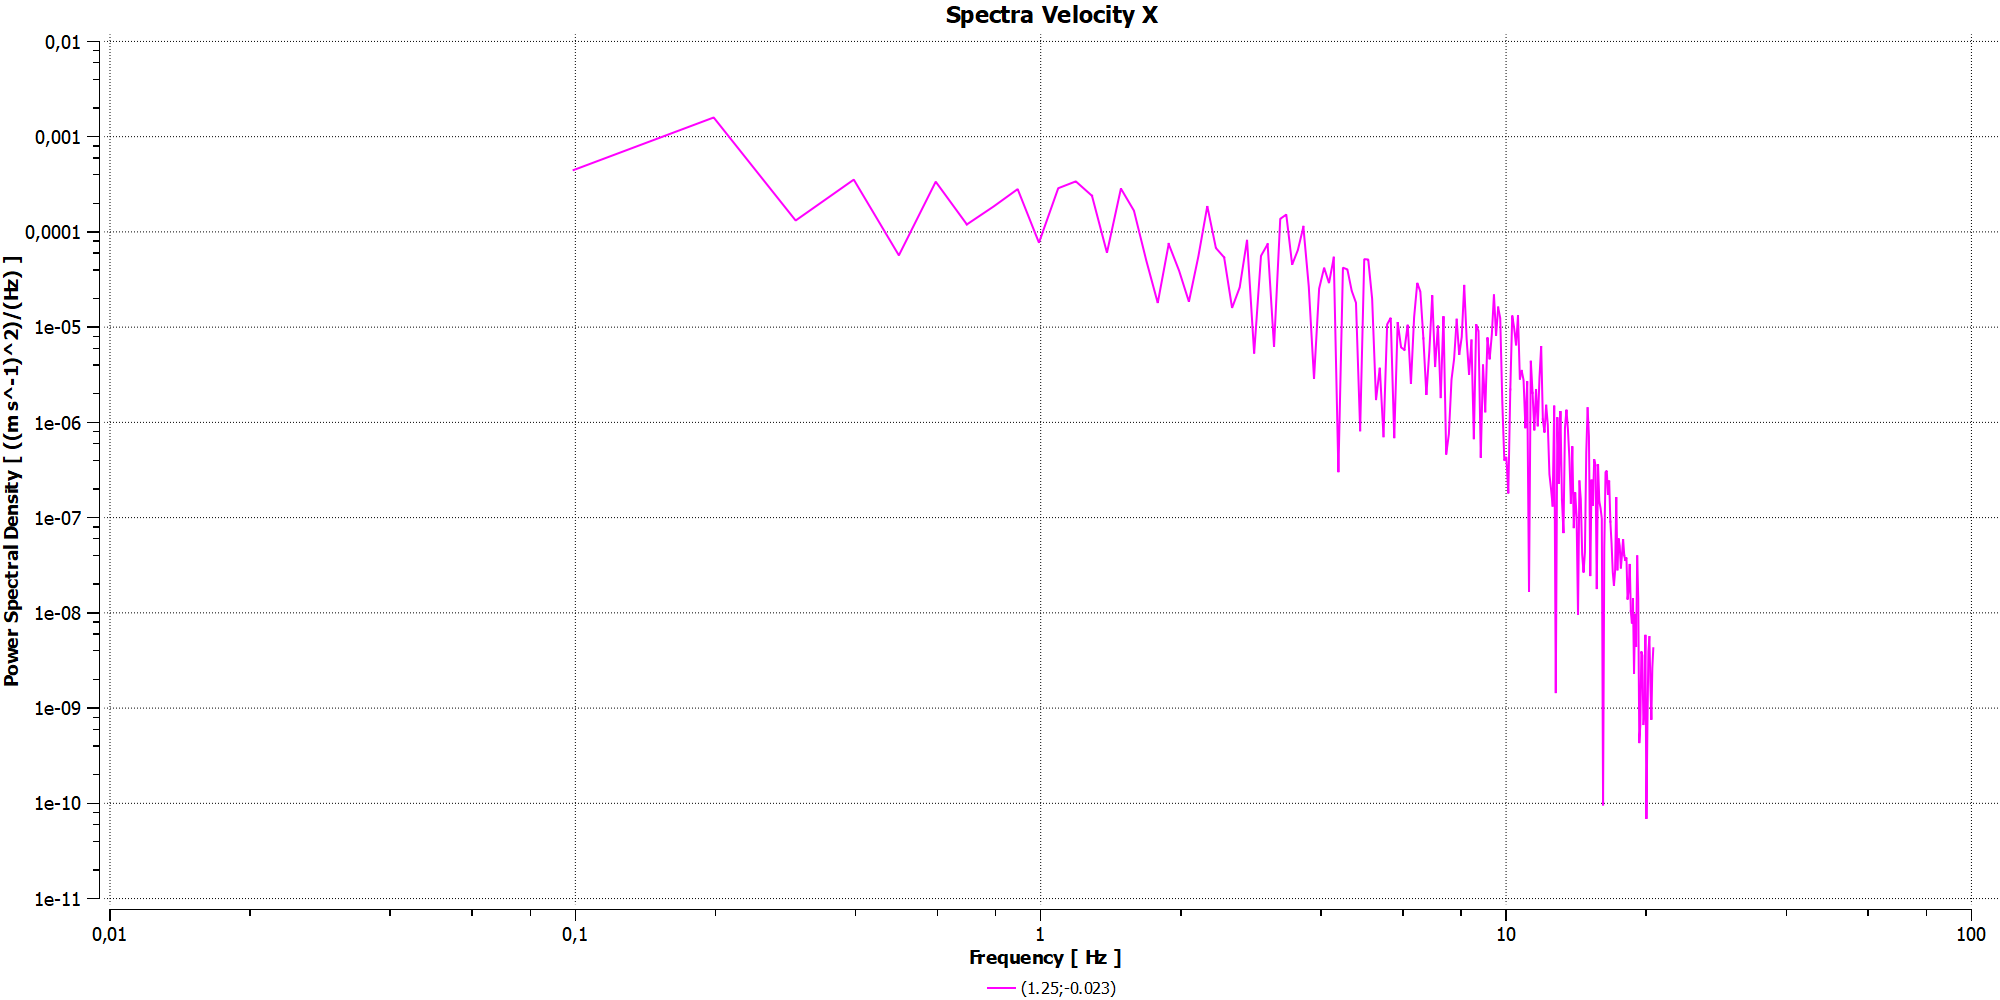 Spectra Velocity X
0,01
0,001
0,0001
1e-05
1e-06
1e-07
1e-08
1e-09
1e-10
1e-11
Power Spectral Density [ ((m s^-1)^2)/(Hz) ]
0,01 0,1 1 10 100
Frequency [ Hz ]
(1.25;-0.023)